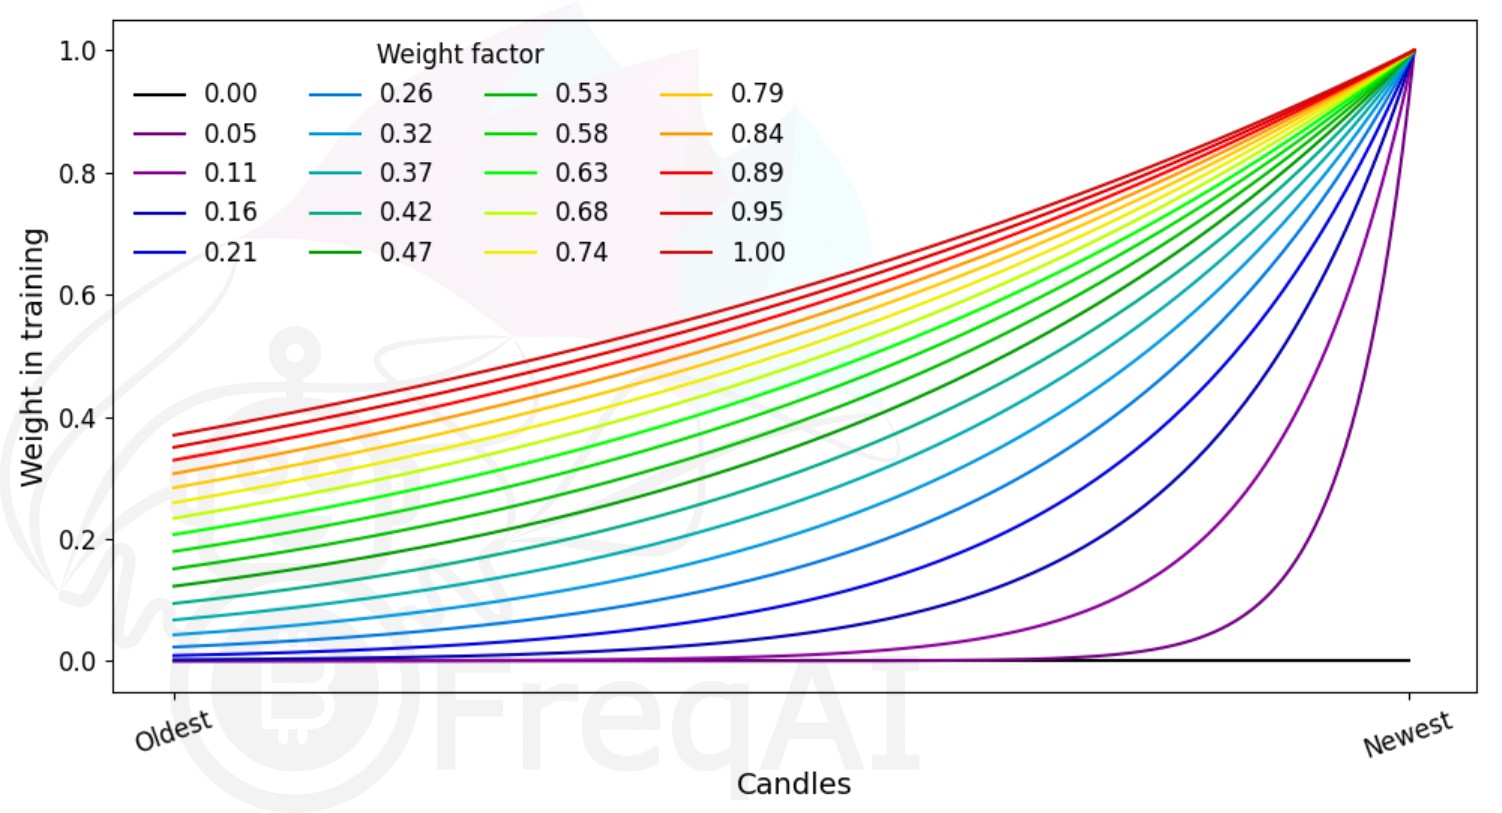 Weight factor
0.00 0.26 0.53 0.79
0.05 0.32 0.58 0.84
0.11 0.37 0.63 0.89
0.16 0.42 0.68 0.95
0.21 0.47 0.74 1.00
1.0
0.8
0.6
0.4
0.2
0.0
Weight in training
Oldest
Newest
Candles
FreqAI